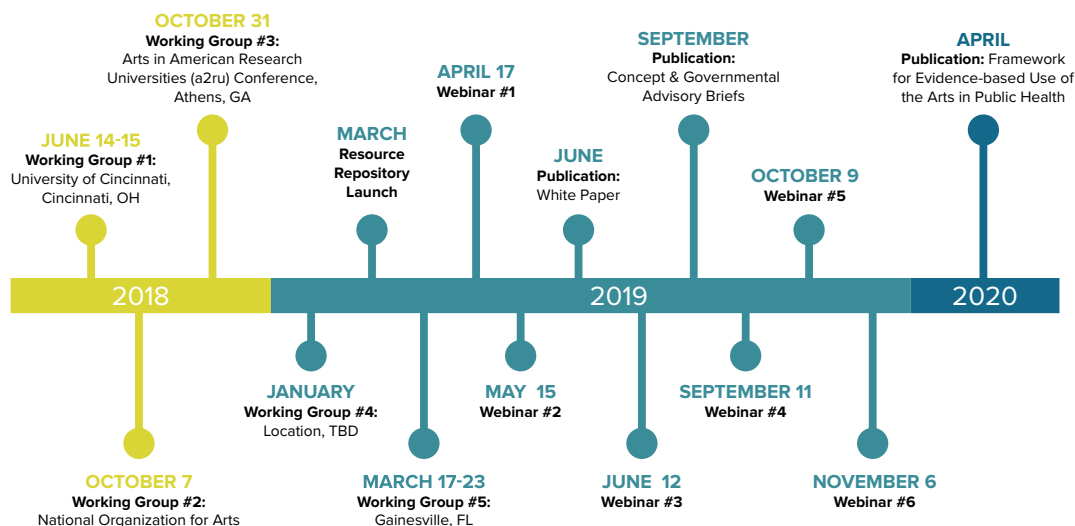 OCTOBER 31
Working Group #3:
Arts in American Research
Universities (a2ru) Conference,
Athens, GA
JUNE 14-15
Working Group #1:
University of Cincinnati,
Cincinnati, OH
MARCH
Resource
Repository
Launch
APRIL 17
Webinar #1
JUNE
Publication:
White Paper
SEPTEMBER
Publication:
Concept & Governmental
Advisory Briefs
OCTOBER 9
Webinar #5
APRIL
Publication: Framework
for Evidence-based Use of
the Arts in Public Health
2018
2019
2020
OCTOBER 7
Working Group #2:
National Organization for Arts
JANUARY
Working Group #4:
Location, TBD
MARCH 17-23
Working Group #5:
Gainesville, FL
MAY 15
Webinar #2
JUNE 12
Webinar #3
SEPTEMBER 11
Webinar #4
NOVEMBER 6
Webinar #6